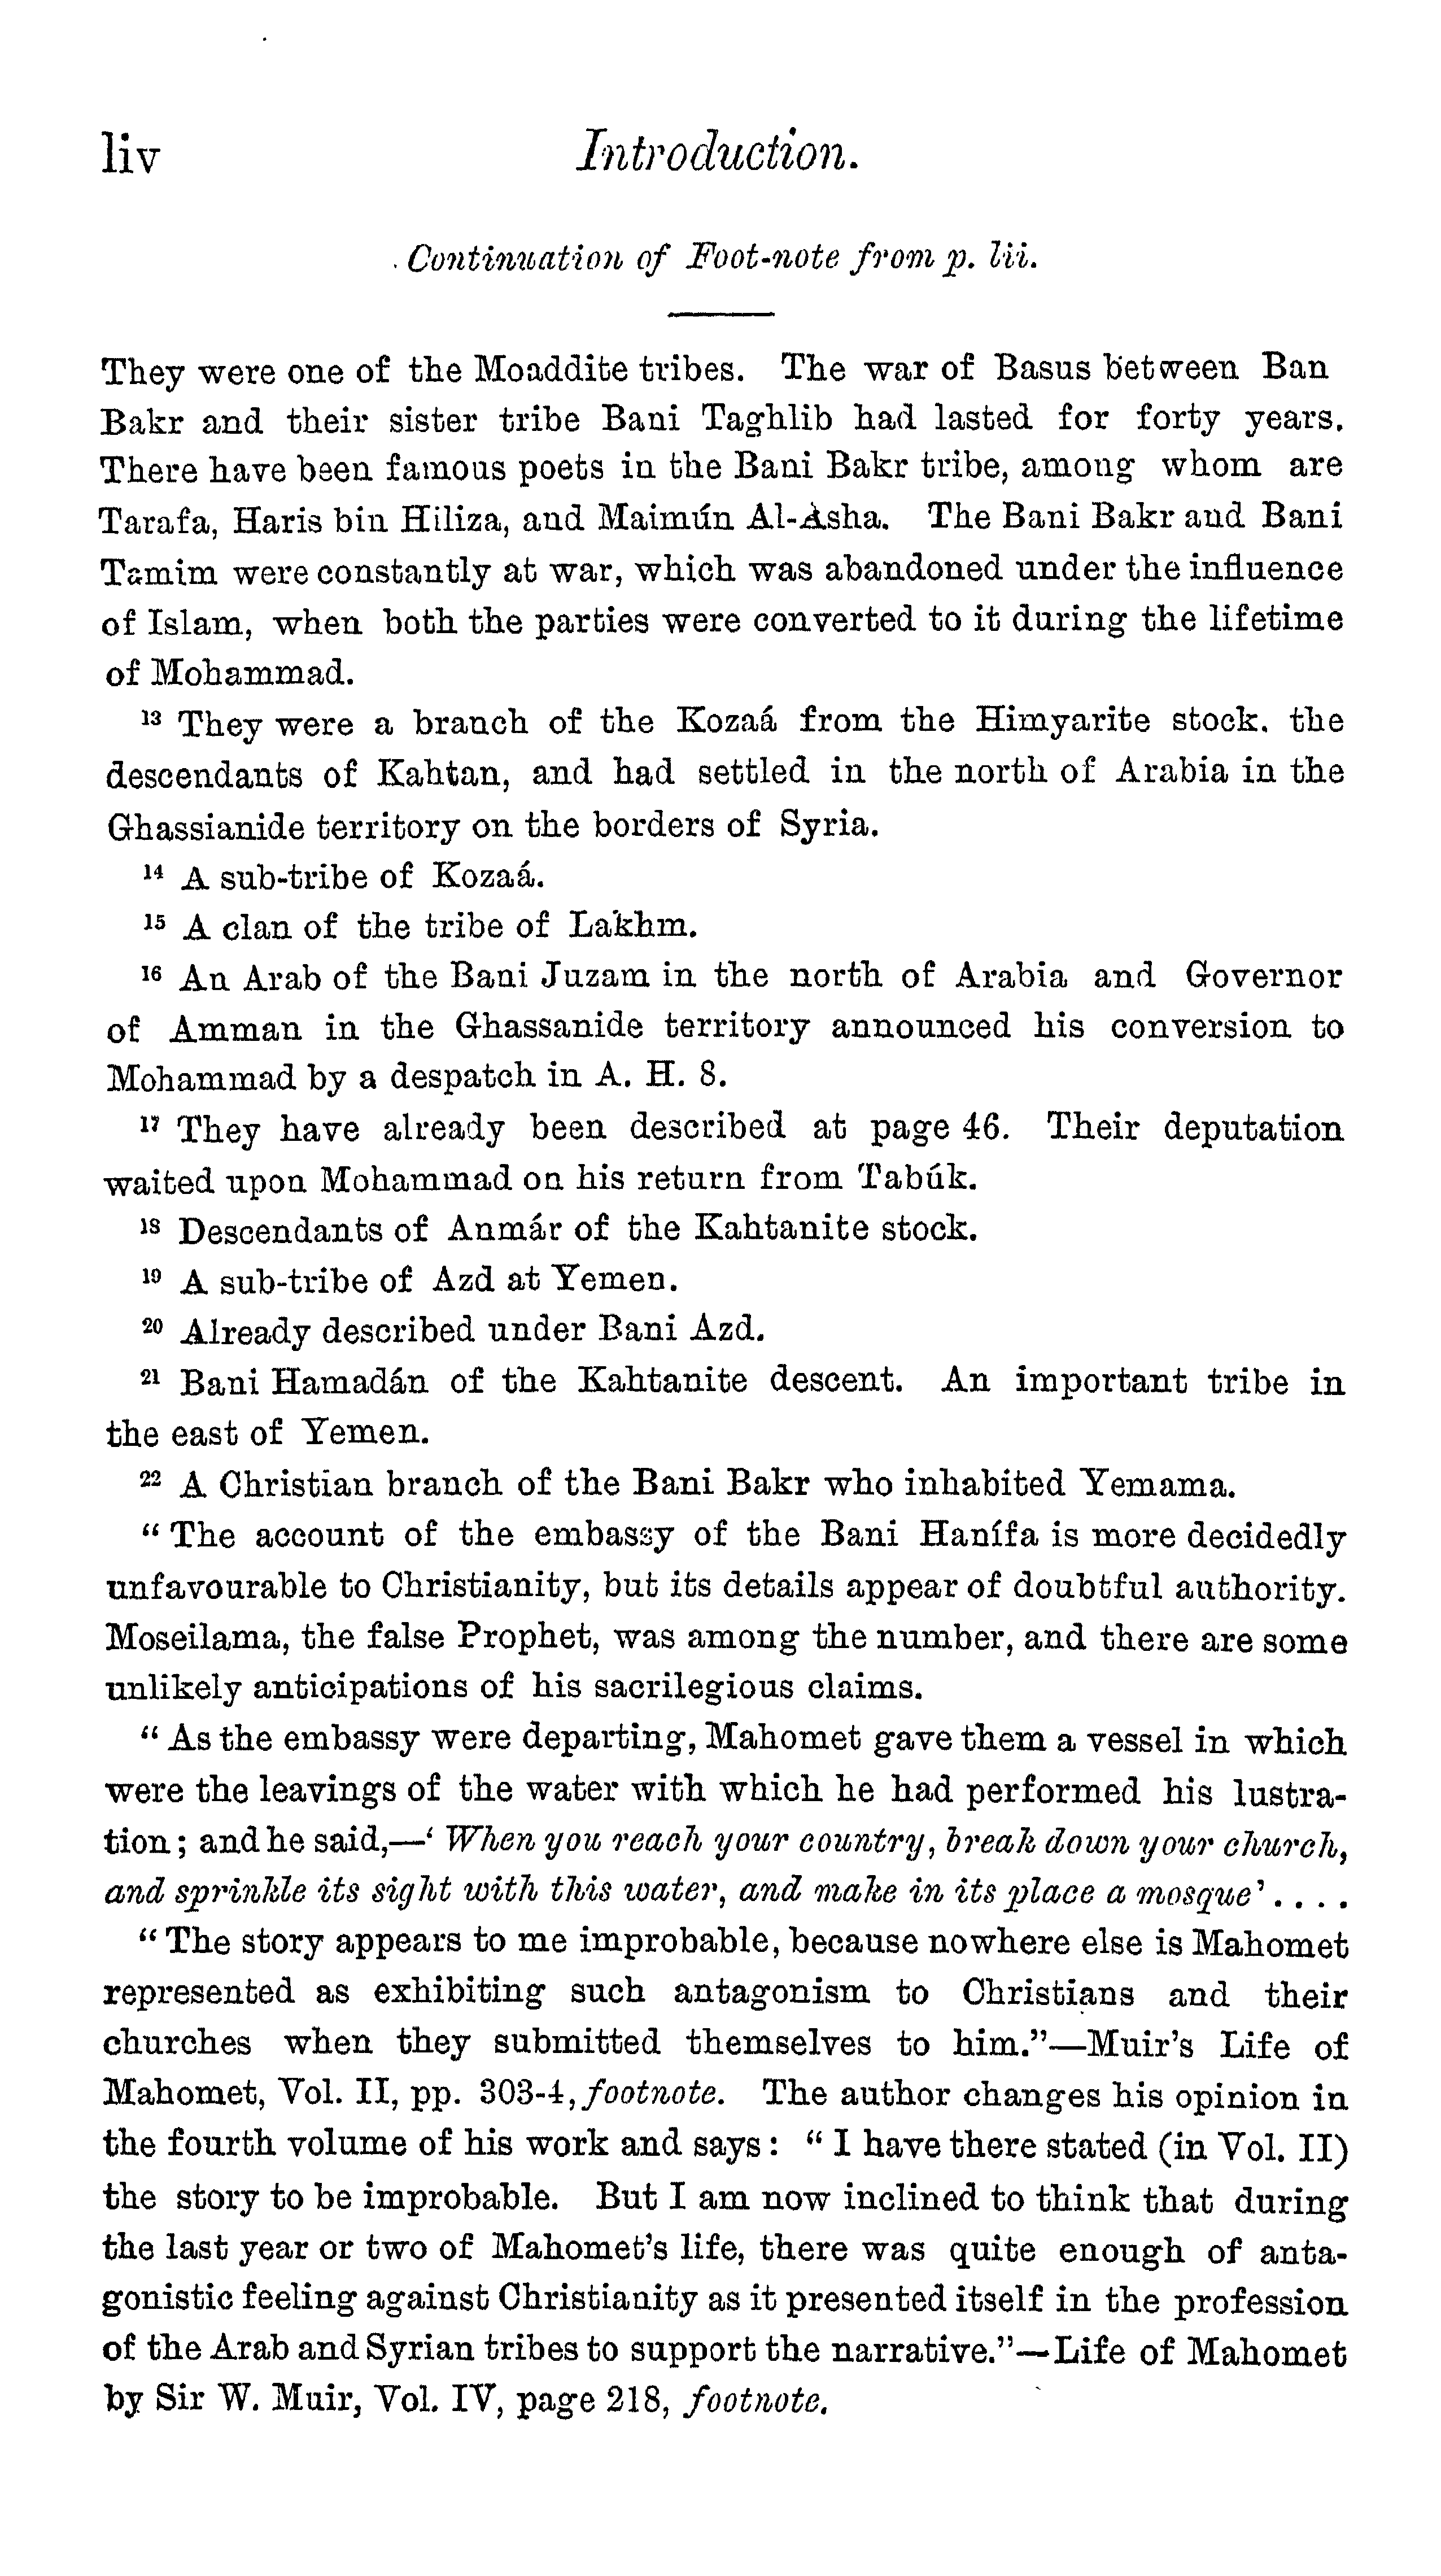 liv Introduction.
Continuation of Foot-note from p. lii.
They were one of the Moaddite tribes. The war of Basus between Ban
Bakr and their sister tribe Bani Taghlib had lasted for forty years.
There have been famous poets in the Bani Bakr tribe, among whom are
Tarafa, Haris bin Hiliza, and Maimún Al-Àsha. The Bani Bakr and Bani
Tamim were constantly at war, which was abandoned under the influence
of Islam, when both the parties were converted to it during the lifetime
of Mohammad.
¹³ They were a branch of the Kozaá from the Himyarite stock. the
descendants of Kahtan, and had settled in the north of Arabia in the
Ghassianide territory on the borders of Syria.
¹⁴ A sub-tribe of Kozaá.
¹⁵ A clan of the tribe of Lakhm.
¹⁶ An Arab of the Bani Juzam in the north of Arabia and Governor
of Amman in the Ghassanide territory announced his conversion to
Mohammad by a despatch in A. H. 8.
¹⁷ They have already been described at page 46. Their deputation
waited upon Mohammad on his return from Tabúk.
¹⁸ Descendants of Anmár of the Kahtanite stock.
¹⁹ A sub-tribe of Azd at Yemen.
²⁰ Already described under Bani Azd.
²¹ Bani Hamadán of the Kahtanite descent. An important tribe in
the east of Yemen.
²² A Christian branch of the Bani Bakr who inhabited Yemama.
“The account of the embassy of the Bani Hanífa is more decidedly
unfavourable to Christianity, but its details appear of doubtful authority.
Moseilama, the false Prophet, was among the number, and there are some
unlikely anticipations of his sacrilegious claims.
“As the embassy were departing, Mahomet gave them a vessel in which
were the leavings of the water with which he had performed his lustra-
tion; and he said,—‘When you reach your country, break down your church,
and sprinkle its sight with this water, and make in its place a mosque’....
“The story appears to me improbable, because nowhere else is Mahomet
represented as exhibiting such antagonism to Christians and their
churches when they submitted themselves to him.”—Muir's Life of
Mahomet, Vol. II, pp. 303-4, footnote. The author changes his opinion in
the fourth volume of his work and says: “I have there stated (in Vol. II)
the story to be improbable. But I am now inclined to think that during
the last year or two of Mahomet's life, there was quite enough of anta-
gonistic feeling against Christianity as it presented itself in the profession
of the Arab and Syrian tribes to support the narrative.”—Life of Mahomet
by Sir W. Muir, Vol. IV, page 218, footnote.